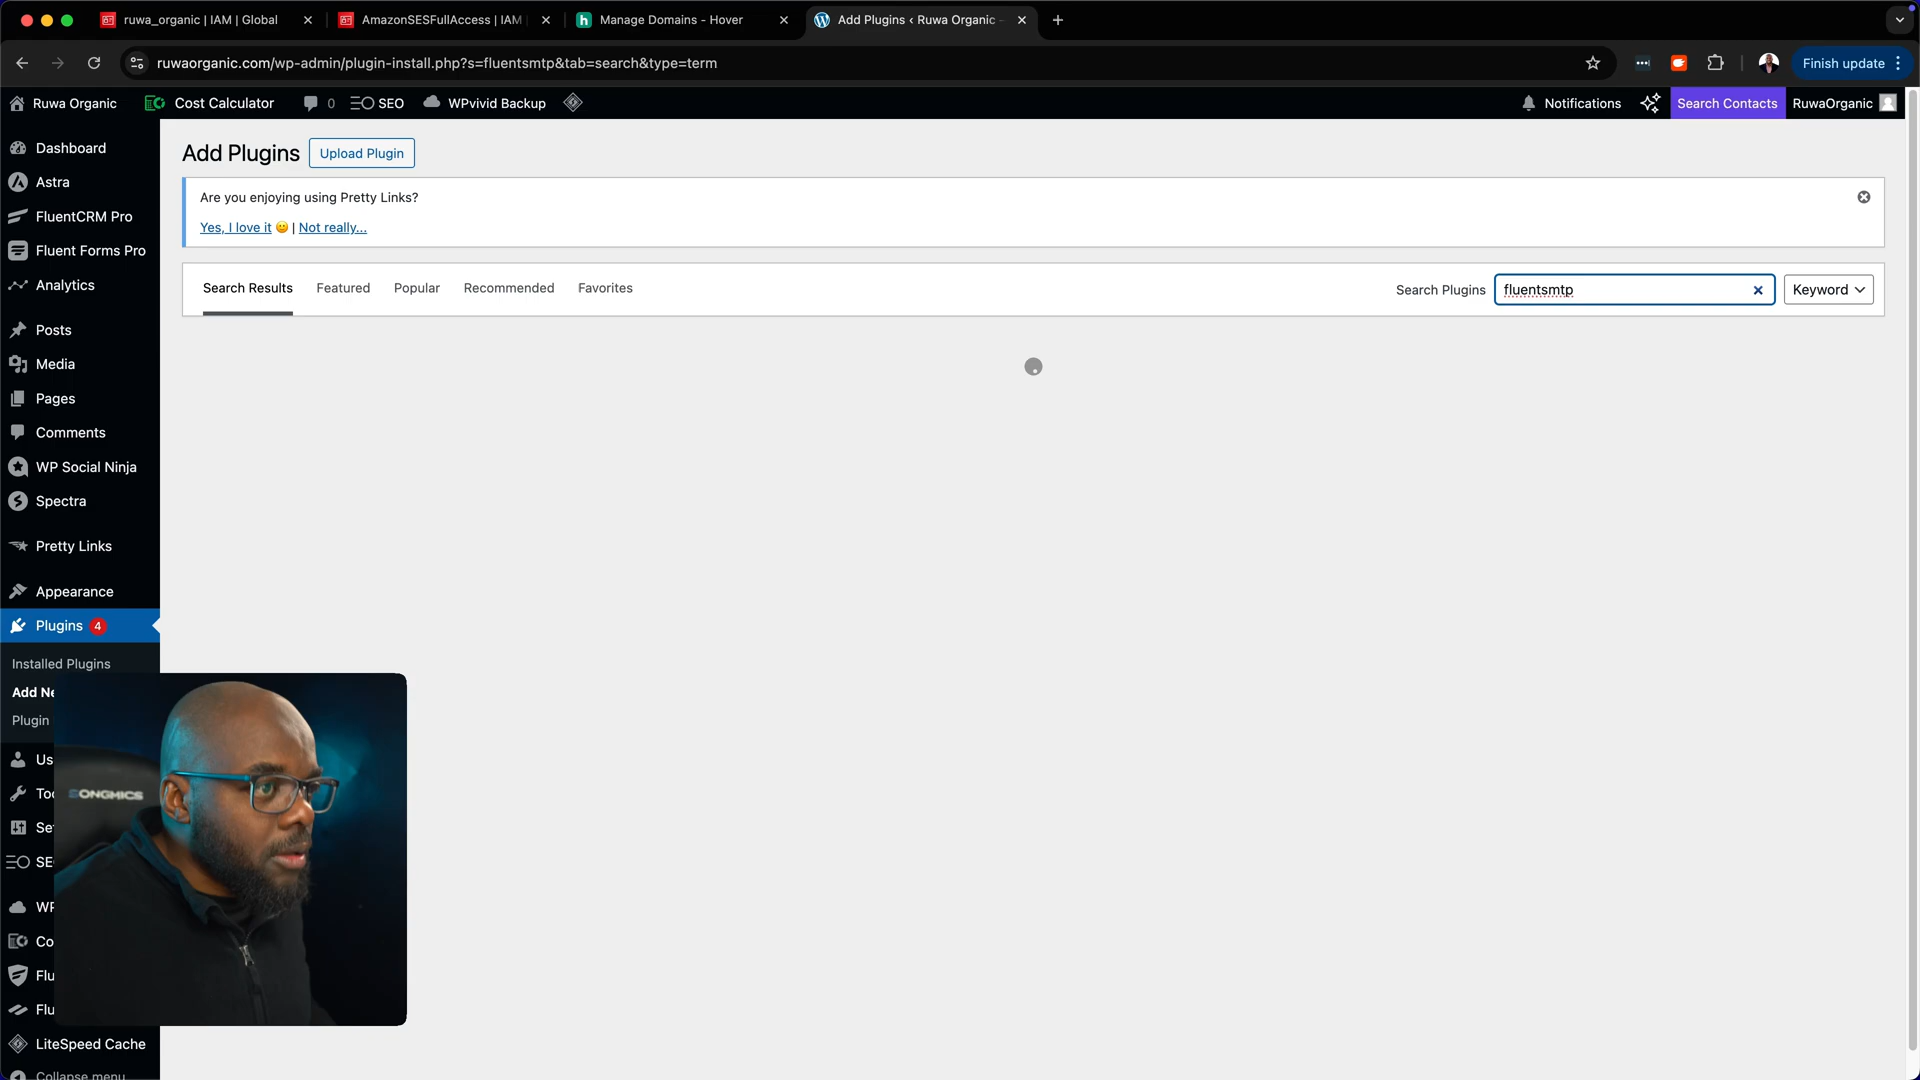 ruwa_organic | IAM | Global
AmazonSESFullAccess | IAM
Manage Domains - Hover
Add Plugins ‹ Ruwa Organic -
ruwaorganic.com/wp-admin/plugin-install.php?s=fluentsmtp&tab=search&type=term
Finish update
Ruwa Organic
Cost Calculator
0
SEO
WPvivid Backup
Notifications
Search Contacts
RuwaOrganic
Dashboard
Astra
FluentCRM Pro
Fluent Forms Pro
Analytics
Posts
Media
Pages
Comments
WP Social Ninja
Spectra
Pretty Links
Appearance
Plugins 4
Installed Plugins
Add Ne
Plugin
Us
Too
Set
SE
WP
Co
Flu
Flu
LiteSpeed Cache
Collapse menu
Add Plugins
Upload Plugin
Are you enjoying using Pretty Links?
Yes, I love it | Not really...
Search Results
Featured
Popular
Recommended
Favorites
Search Plugins
fluentsmtp
Keyword
SONGMICS